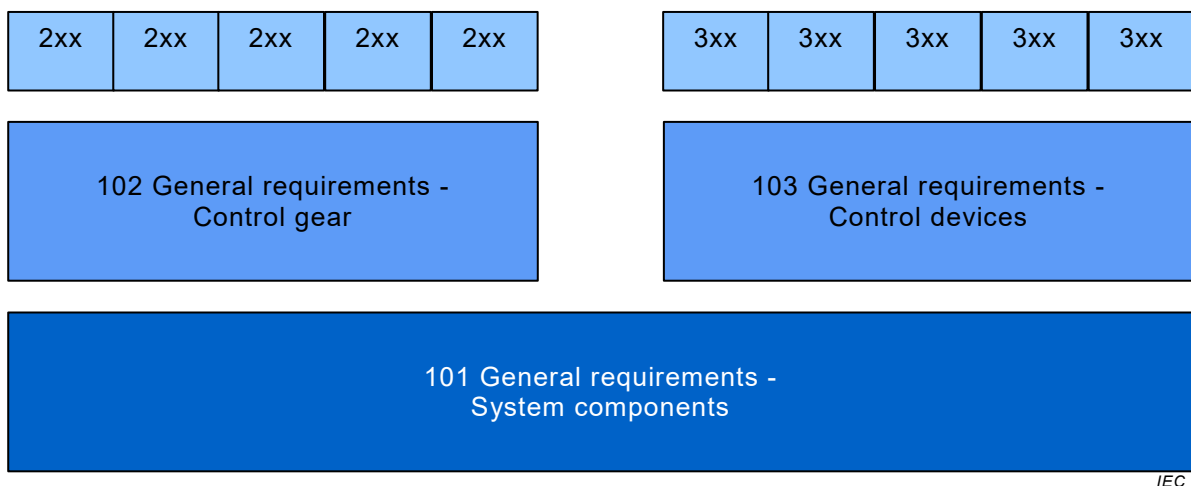 2xx 2xx 2xx 2xx 2xx 3xx 3xx 3xx 3xx 3xx
102 General requirements -
Control gear
103 General requirements -
Control devices
101 General requirements -
System components
IEC